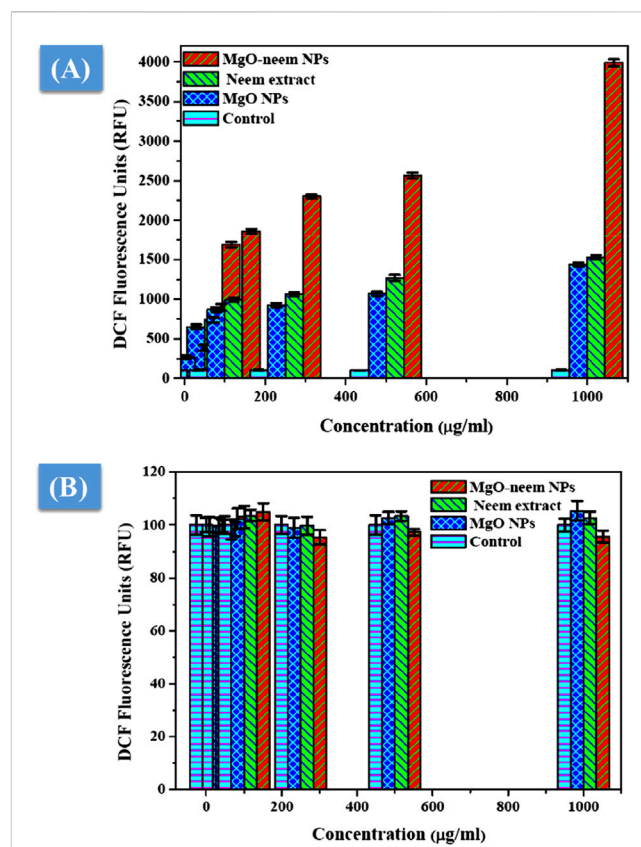 (A)
MgO-neem NPs
Neem extract
MgO NPs
Control
DCF Fluorescence Units (RFU)
4000
3500
3000
2500
2000
1500
1000
500
0
0 200 400 600 800 1000
Concentration (μg/ml)
(B)
MgO-neem NPs
Neem extract
MgO NPs
Control
DCF Fluorescence Units (RFU)
120
100
80
60
40
20
0
0 200 400 600 800 1000
Concentration (μg/ml)